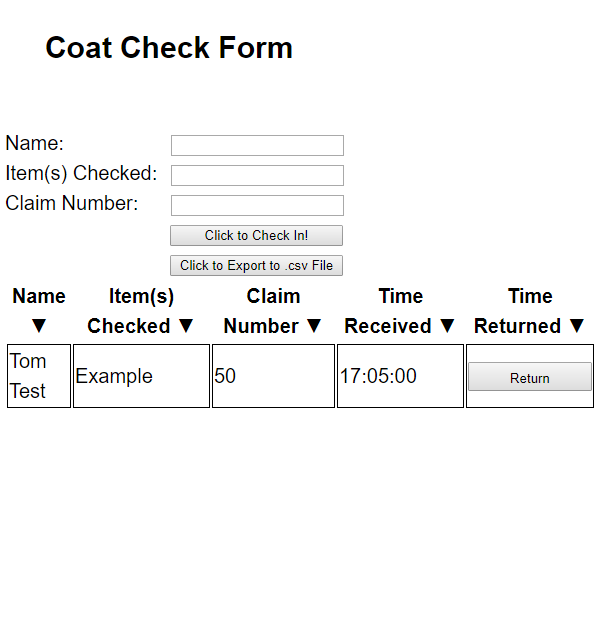 Coat Check Form
Name:
Item(s) Checked:
Claim Number:
Click to Check In!
Click to Export to .csv File
Name Item(s) Claim Time Time
▼ Checked ▼ Number ▼ Received ▼ Returned ▼
Tom
Test Example 50 17:05:00 Return